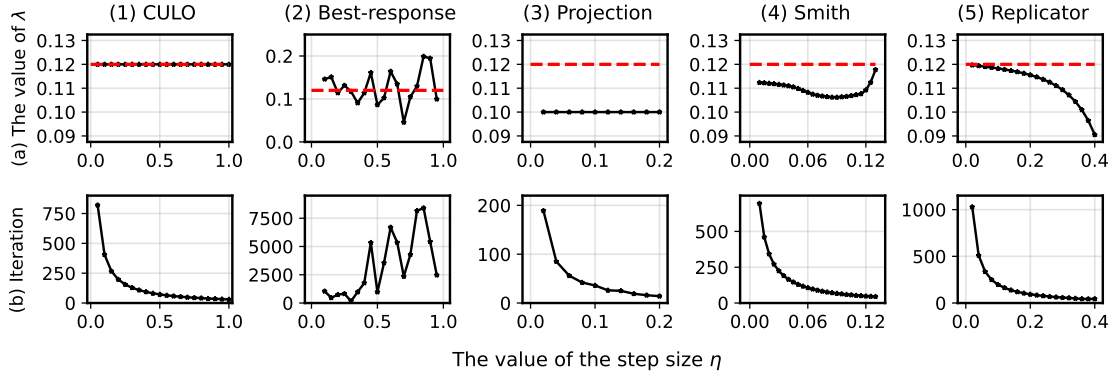 (1) CULO (2) Best-response (3) Projection (4) Smith (5) Replicator
(a) The value of λ
0.13 0.12 0.11 0.10 0.09
0.0 0.5 1.0
0.2 0.1 0.0
0.0 0.5 1.0
0.13 0.12 0.11 0.10 0.09
0.0 0.1 0.2
0.13 0.12 0.11 0.10 0.09
0.00 0.06 0.12
0.13 0.12 0.11 0.10 0.09
0.0 0.2 0.4
(b) Iteration
750 500 250 0
0.0 0.5 1.0
7500 5000 2500 0
0.0 0.5 1.0
200 100 0
0.0 0.1 0.2
500 250 0
0.00 0.06 0.12
1000 500 0
0.0 0.2 0.4
The value of the step size η